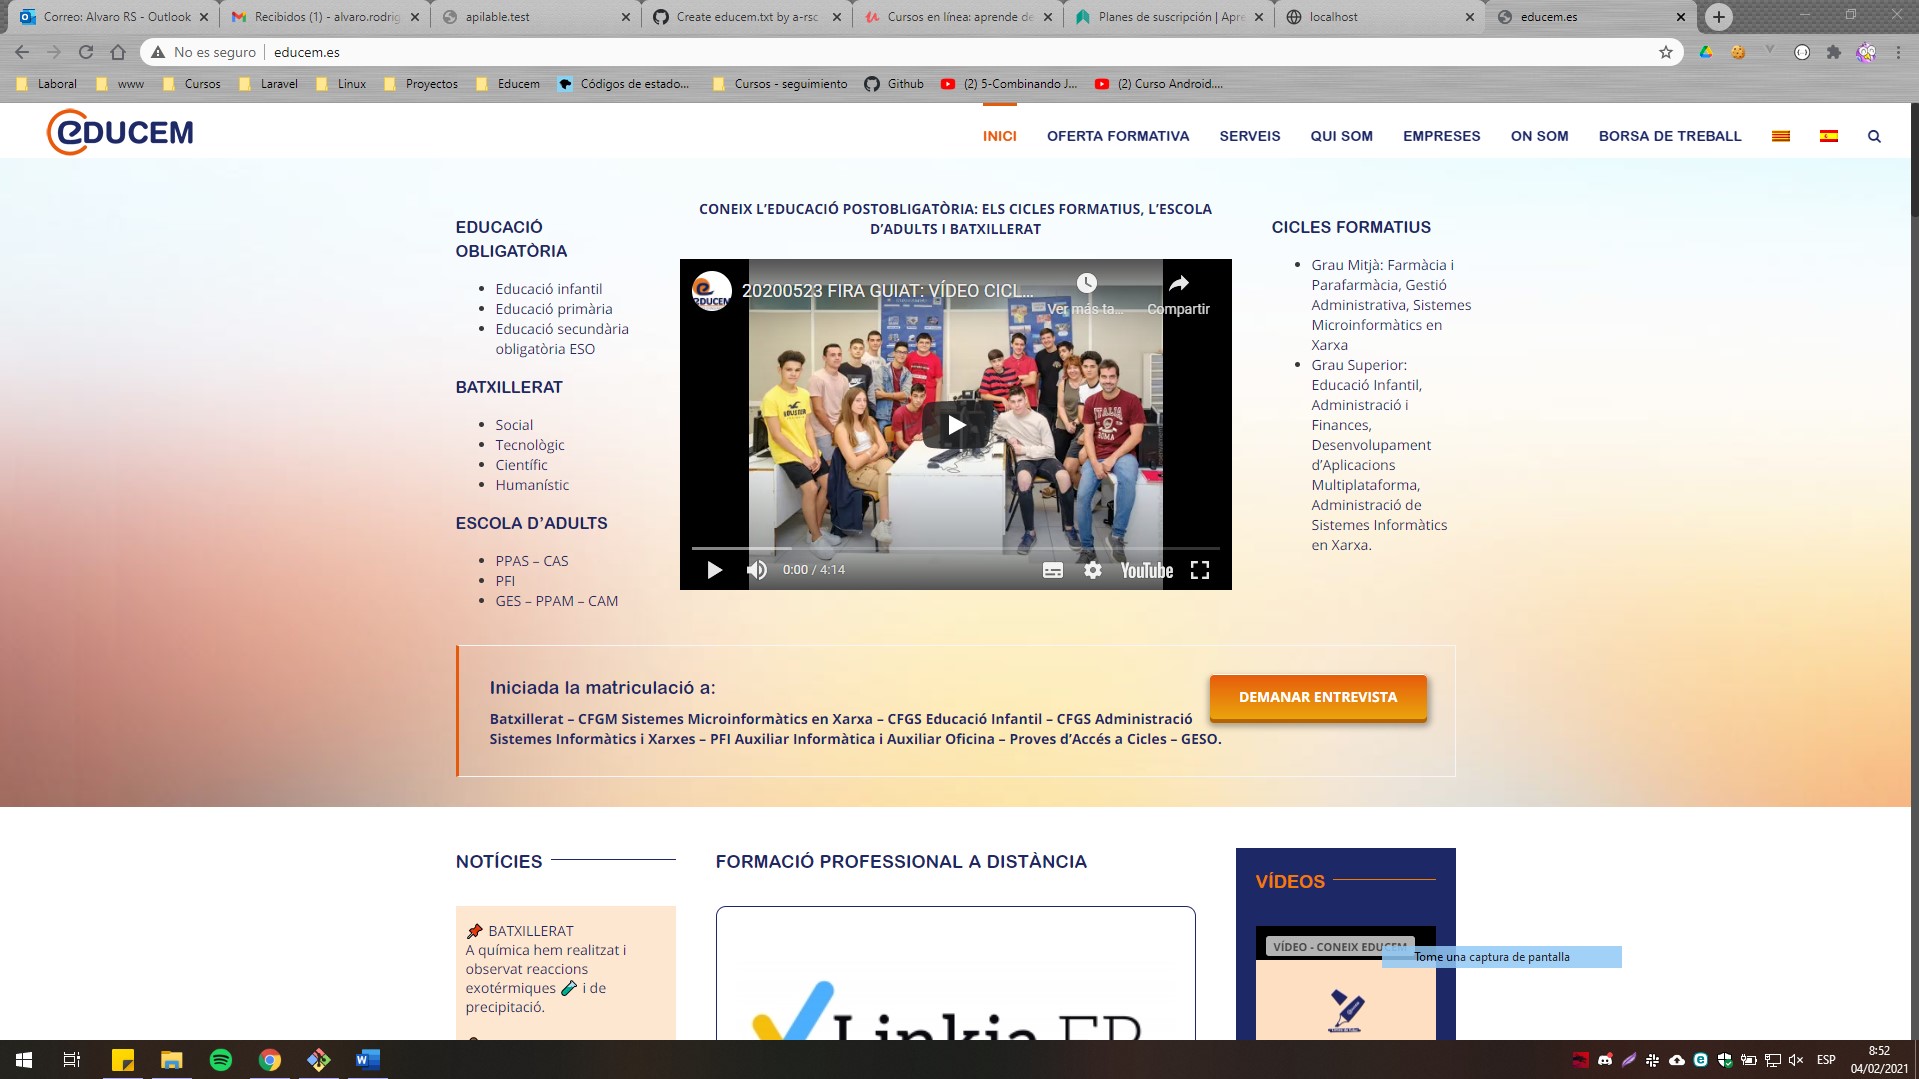 Correo: Alvaro RS - Outlook
Recibidos (1) - alvaro.rodrig
apilable.test
Create educem.txt by a-rsc
Cursos en línea: aprende de
Planes de suscripción | Apre
localhost
educem.es
No es seguro
educem.es
Laboral
www
Cursos
Laravel
Linux
Proyectos
Educem
Códigos de estado...
Cursos - seguimiento
Github
(2) 5-Combinando J...
(2) Curso Android....
EDUCEM
INICI
OFERTA FORMATIVA
SERVEIS
QUI SOM
EMPRESES
ON SOM
BORSA DE TREBALL
EDUCACIÓ
OBLIGATÒRIA
Educació infantil
Educació primària
Educació secundària
obligatòria ESO
BATXILLERAT
Social
Tecnològic
Científic
Humanístic
ESCOLA D’ADULTS
PPAS – CAS
PFI
GES – PPAM – CAM
CONEIX L’EDUCACIÓ POSTOBLIGATÒRIA: ELS CICLES FORMATIUS, L’ESCOLA
D’ADULTS I BATXILLERAT
EDUCEM
20200523 FIRA GUIAT: VÍDEO CICL...
Ver más ta...
Compartir
ITALIA
ROMA
0:00 / 4:14
YouTube
CICLES FORMATIUS
Grau Mitjà: Farmàcia i
Parafarmàcia, Gestió
Administrativa, Sistemes
Microinformàtics en
Xarxa
Grau Superior:
Educació Infantil,
Administració i
Finances,
Desenvolupament
d’Aplicacions
Multiplataforma,
Administració de
Sistemes Informàtics
en Xarxa.
Iniciada la matriculació a:
Batxillerat – CFGM Sistemes Microinformàtics en Xarxa – CFGS Educació Infantil – CFGS Administració
Sistemes Informàtics i Xarxes – PFI Auxiliar Informàtica i Auxiliar Oficina – Proves d’Accés a Cicles – GESO.
DEMANAR ENTREVISTA
NOTÍCIES
📌 BATXILLERAT
A química hem realitzat i
observat reaccions
exotérmiques 🧪 i de
precipitació.
FORMACIÓ PROFESSIONAL A DISTÀNCIA
Linkia FP
VÍDEOS
VÍDEO - CONEIX EDUCEM
Tome una captura de pantalla
ESP
8:52
04/02/2021